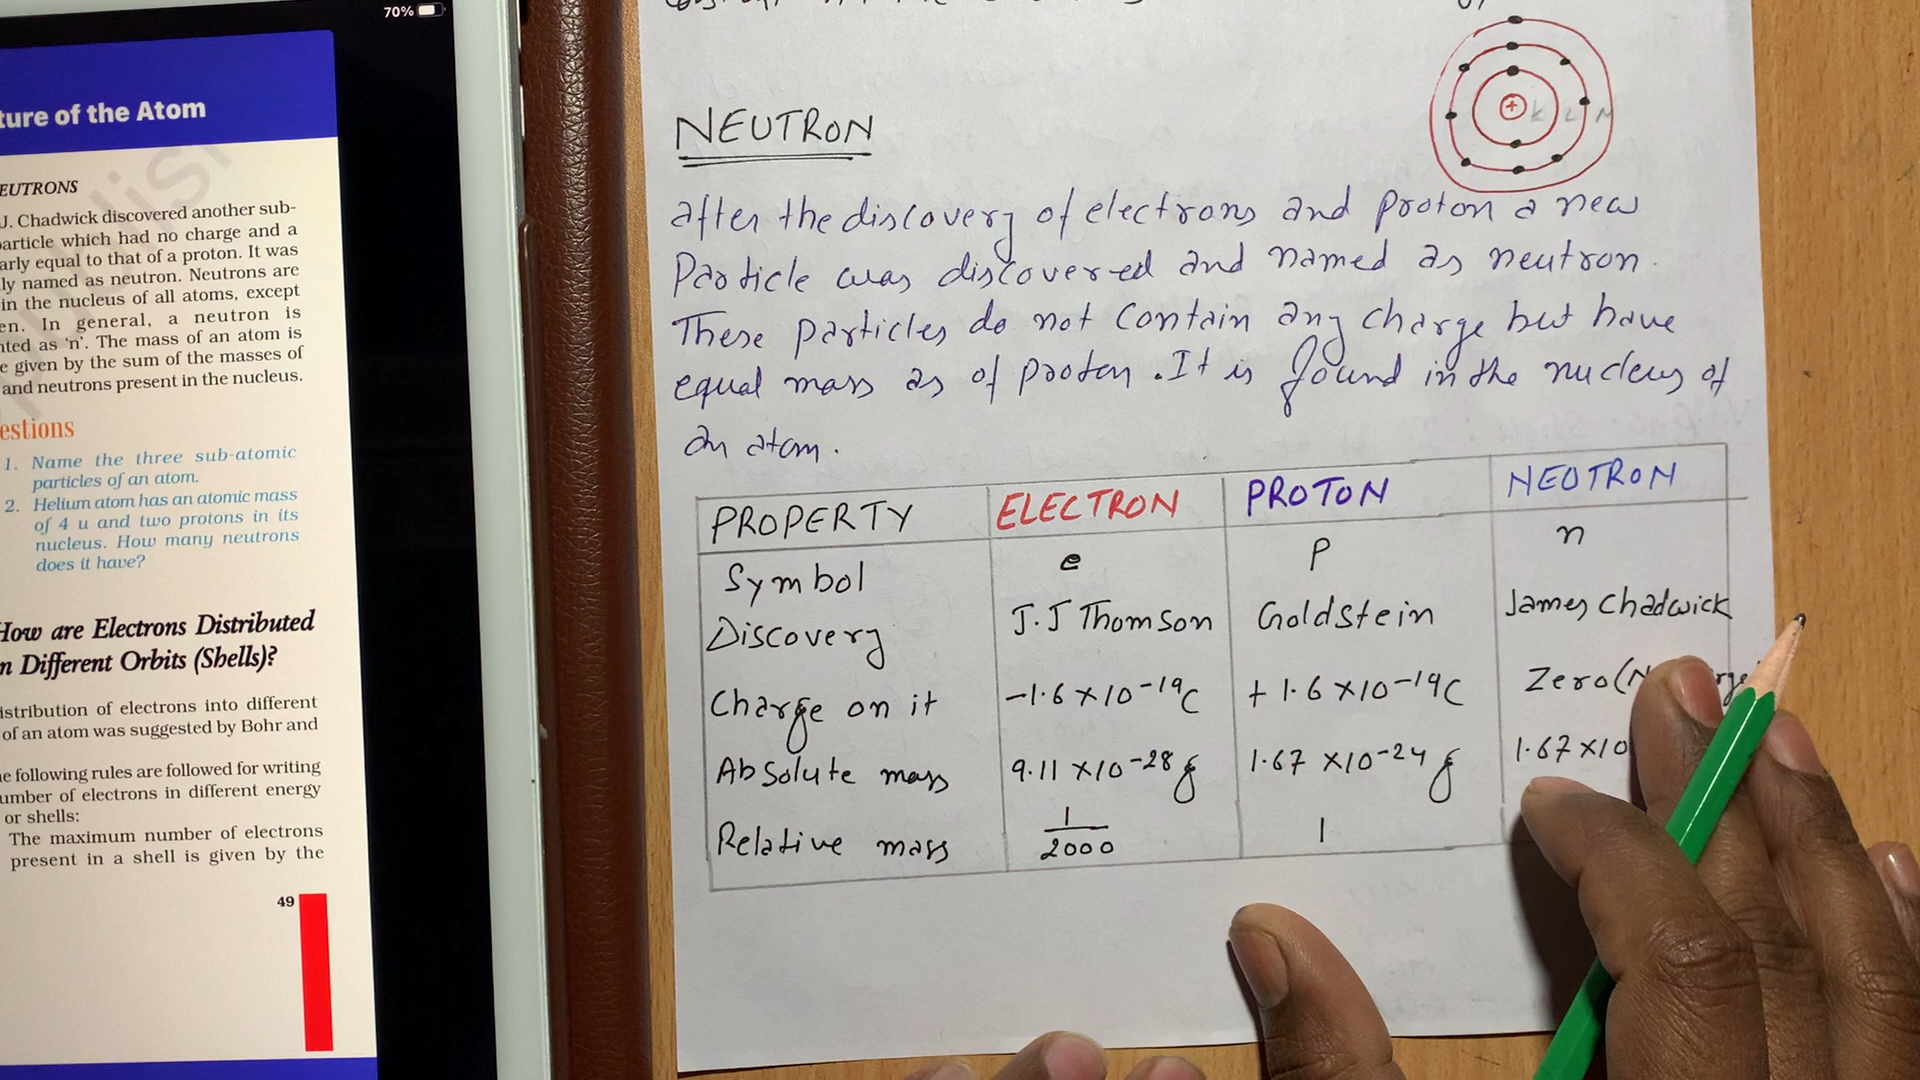 70%
ture of the Atom
EUTRONS
J. Chadwick discovered another sub-
particle which had no charge and a
arly equal to that of a proton. It was
ly named as neutron. Neutrons are
in the nucleus of all atoms, except
en. In general, a neutron is
nted as 'n'. The mass of an atom is
e given by the sum of the masses of
and neutrons present in the nucleus.
estions
1. Name the three sub-atomic
particles of an atom.
2. Helium atom has an atomic mass
of 4 u and two protons in its
nucleus. How many neutrons
does it have?
How are Electrons Distributed
n Different Orbits (Shells)?
istribution of electrons into different
of an atom was suggested by Bohr and
e following rules are followed for writing
umber of electrons in different energy
or shells:
The maximum number of electrons
present in a shell is given by the
49
+ K L M
NEUTRON
after the discovery of electrons and proton a new
Particle was discovered and named as neutron.
These particles do not contain any charge but have
equal mass as of proton. It is found in the nucleus of
an atom.
PROPERTY ELECTRON PROTON NEUTRON
Symbol e P n
Discovery J.J Thomson Goldstein James Chadwick
Charge on it -1.6 x 10-19C + 1.6 x 10-19C Zero (N
Absolute mass 9.11 x 10-28g 1.67 x 10-24g 1.67 x 10
Relative mass 1/2000 1